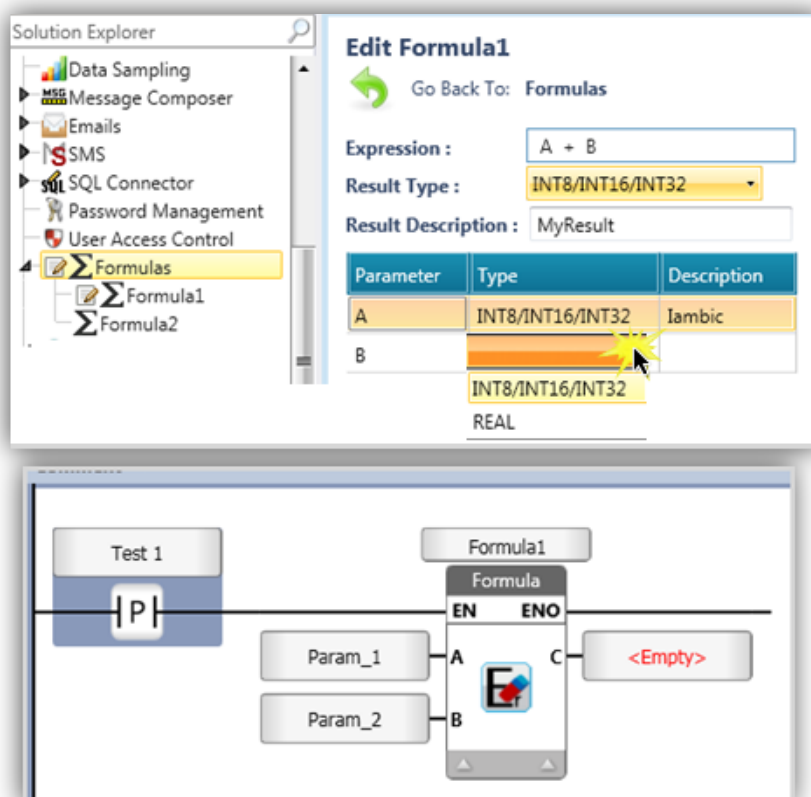 Solution Explorer
Data Sampling
MSG Message Composer
Emails
S SMS
SQL SQL Connector
Password Management
User Access Control
Σ Formulas
Σ Formula1
Σ Formula2
Edit Formula1
Go Back To: Formulas
Expression : A + B
Result Type : INT8/INT16/INT32
Result Description : MyResult
Parameter Type Description
A INT8/INT16/INT32 Iambic
B
INT8/INT16/INT32
REAL
Test 1
P
Formula1
Formula
EN ENO
Param_1 A C <Empty>
Param_2 B